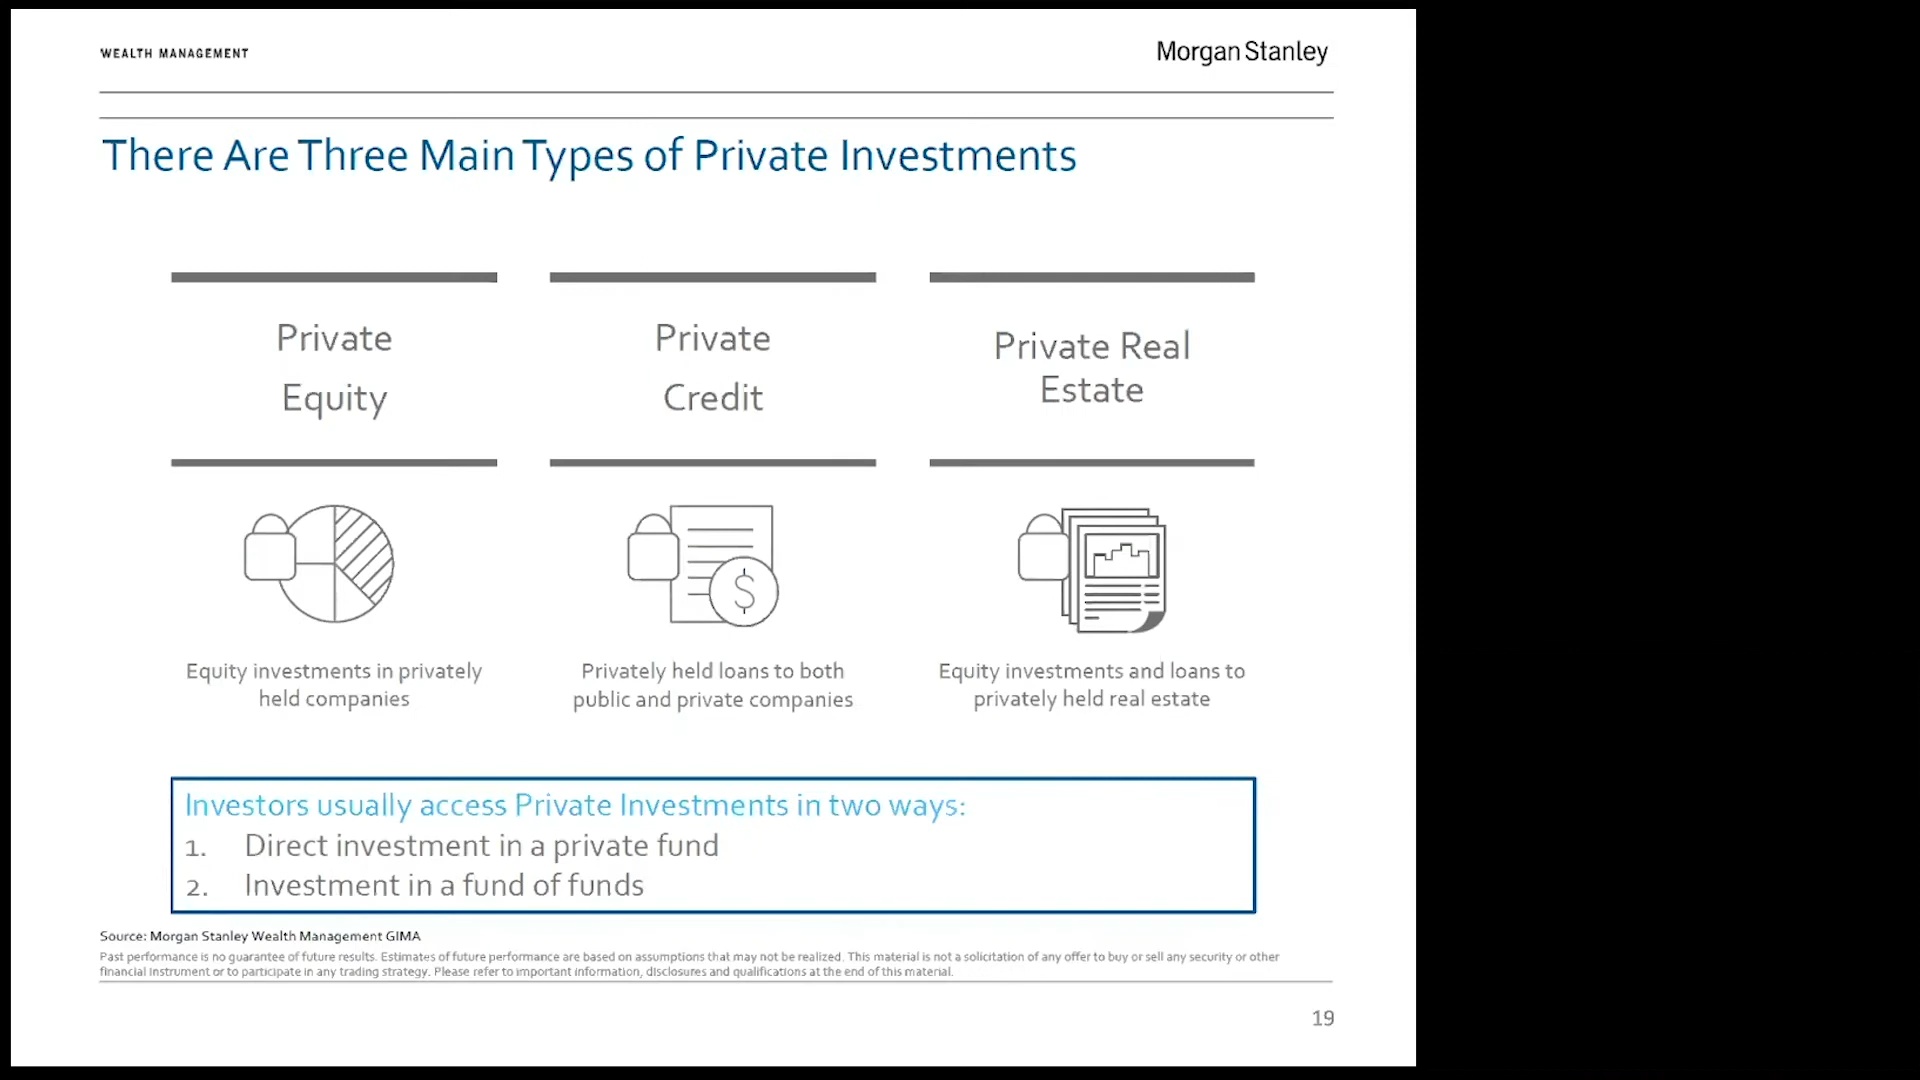 WEALTH MANAGEMENT
Morgan Stanley
There Are Three Main Types of Private Investments
Private
Equity
Private
Credit
Private Real
Estate
$
Equity investments in privately
held companies
Privately held loans to both
public and private companies
Equity investments and loans to
privately held real estate
Investors usually access Private Investments in two ways:
1. Direct investment in a private fund
2. Investment in a fund of funds
Source: Morgan Stanley Wealth Management GIMA
Past performance is no guarantee of future results. Estimates of future performance are based on assumptions that may not be realized. This material is not a solicitation of any offer to buy or sell any security or other
financial instrument or to participate in any trading strategy. Please refer to important information, disclosures and qualifications at the end of this material.
19